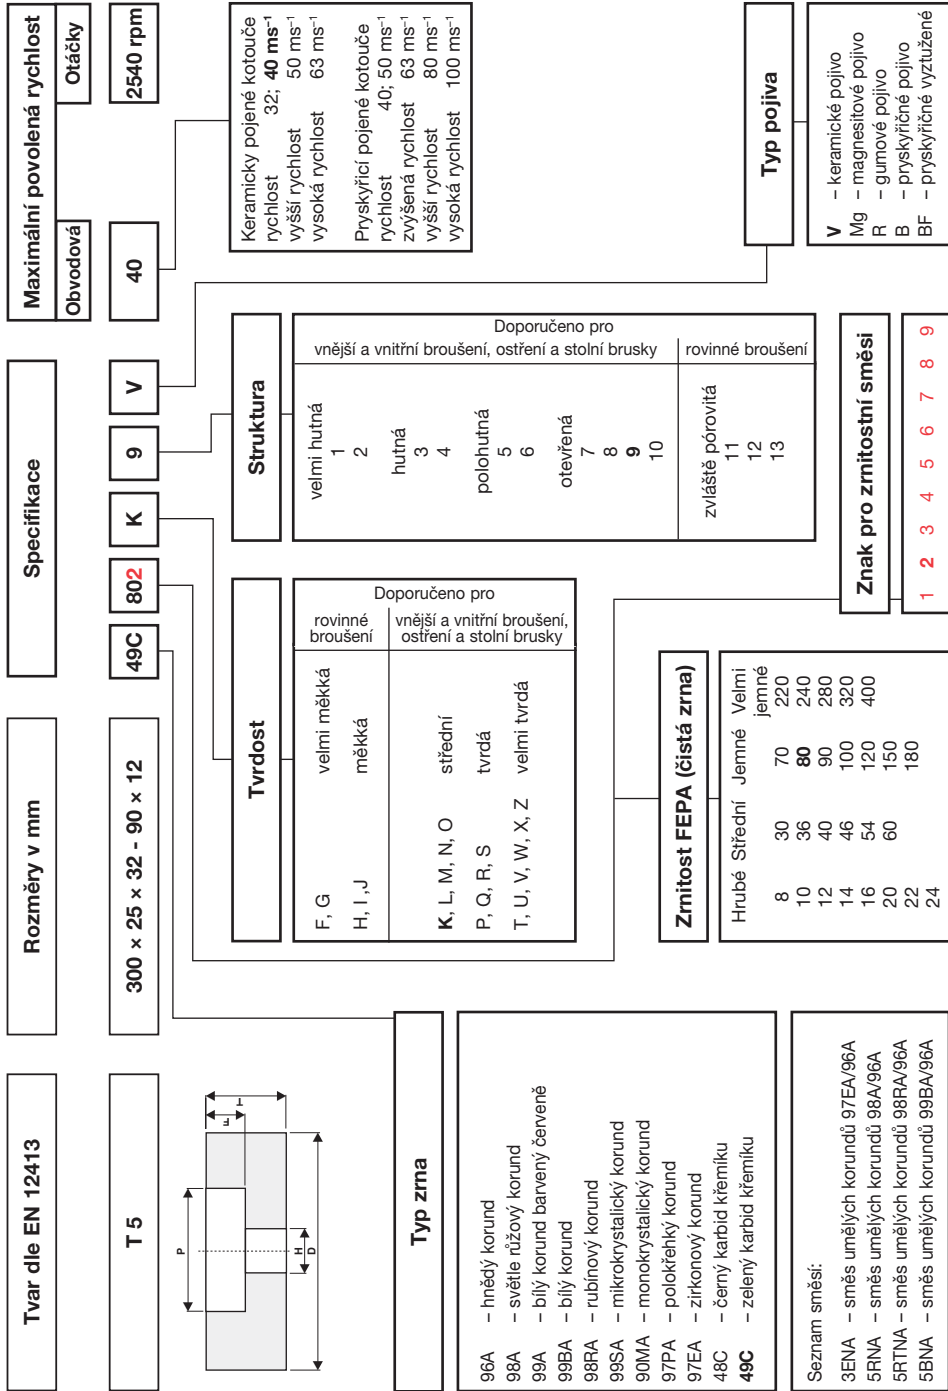 Tvar dle EN 12413
Rozměry v mm
Specifikace
Maximální povolená rychlost
Obvodová
Otáčky
T 5
300 × 25 × 32 - 90 × 12
49C
802
K
9
V
40
2540 rpm
P
F
T
H
D
Typ zrna
96A – hnědý korund
98A – světle růžový korund
99A – bílý korund barvený červeně
99BA – bílý korund
98RA – rubínový korund
99SA – mikrokrystalický korund
90MA – monokrystalický korund
97PA – polokřehký korund
97EA – zirkonový korund
48C – černý karbid křemíku
49C – zelený karbid křemíku
Seznam směsí:
3ENA – směs umělých korundů 97EA/96A
5RNA – směs umělých korundů 98A/96A
5RTNA – směs umělých korundů 98RA/96A
5BNA – směs umělých korundů 99BA/96A
Tvrdost
Doporučeno pro
F, G velmi měkká
H, I ,J měkká
rovinné
broušení
K, L, M, N, O střední
P, Q, R, S tvrdá
T, U, V, W, X, Z velmi tvrdá
vnější a vnitřní broušení,
ostření a stolní brusky
Zrnitost FEPA (čistá zrna)
Hrubé Střední Jemné Velmi
jemné
8 30 70 220
10 36 80 240
12 40 90 280
14 46 100 320
16 54 120 400
20 60 150
22 180
24
Struktura
Doporučeno pro
vnější a vnitřní broušení, ostření a stolní brusky
rovinné broušení
velmi hutná
1
2
hutná
3
4
polohutná
5
6
otevřená
7
8
9
10
zvláště pórovitá
11
12
13
Znak pro zrnitostní směsi
1 2 3 4 5 6 7 8 9
Keramicky pojené kotouče
rychlost 32; 40 ms⁻¹
vyšší rychlost 50 ms⁻¹
vysoká rychlost 63 ms⁻¹
Pryskyřicí pojené kotouče
rychlost 40; 50 ms⁻¹
zvýšená rychlost 63 ms⁻¹
vyšší rychlost 80 ms⁻¹
vysoká rychlost 100 ms⁻¹
Typ pojiva
V – keramické pojivo
Mg – magnesitové pojivo
R – gumové pojivo
B – pryskyřičné pojivo
BF – pryskyřičné vyztužené